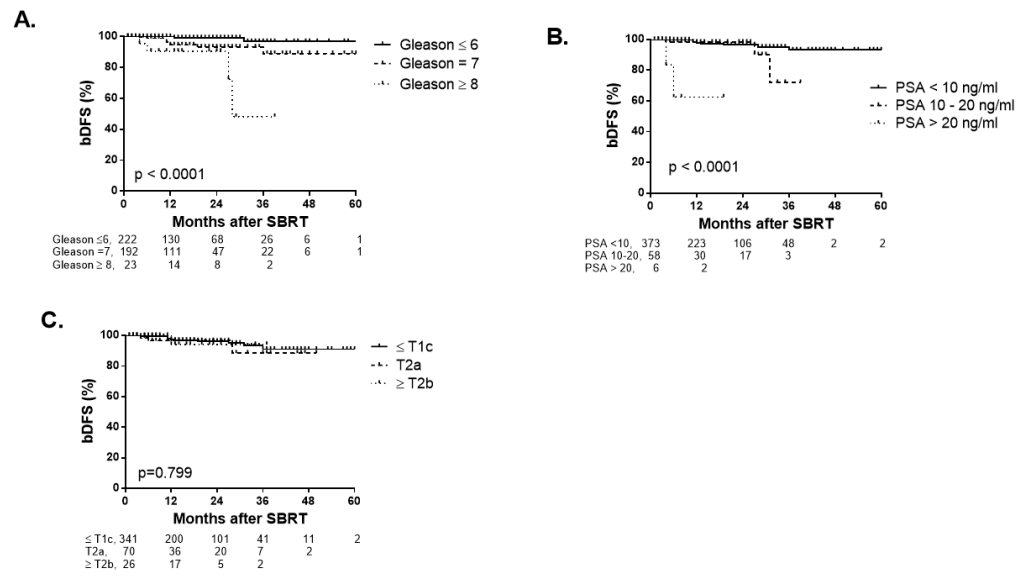 A.
100
80
60
40
20
0
bDFS (%)
p < 0.0001
0 12 24 36 48 60
Months after SBRT
Gleason ≤ 6
Gleason = 7
Gleason ≥ 8
Gleason ≤6, 222 130 68 26 6 1
Gleason =7, 192 111 47 22 6 1
Gleason ≥ 8, 23 14 8 2
B.
100
80
60
40
20
0
bDFS (%)
p < 0.0001
0 12 24 36 48 60
Months after SBRT
PSA < 10 ng/ml
PSA 10 - 20 ng/ml
PSA > 20 ng/ml
PSA <10, 373 223 106 48 2 2
PSA 10-20, 58 30 17 3
PSA > 20, 6 2
C.
100
80
60
40
20
0
bDFS (%)
p=0.799
0 12 24 36 48 60
Months after SBRT
≤ T1c
T2a
≥ T2b
≤ T1c, 341 200 101 41 11 2
T2a, 70 36 20 7 2
≥ T2b, 26 17 5 2